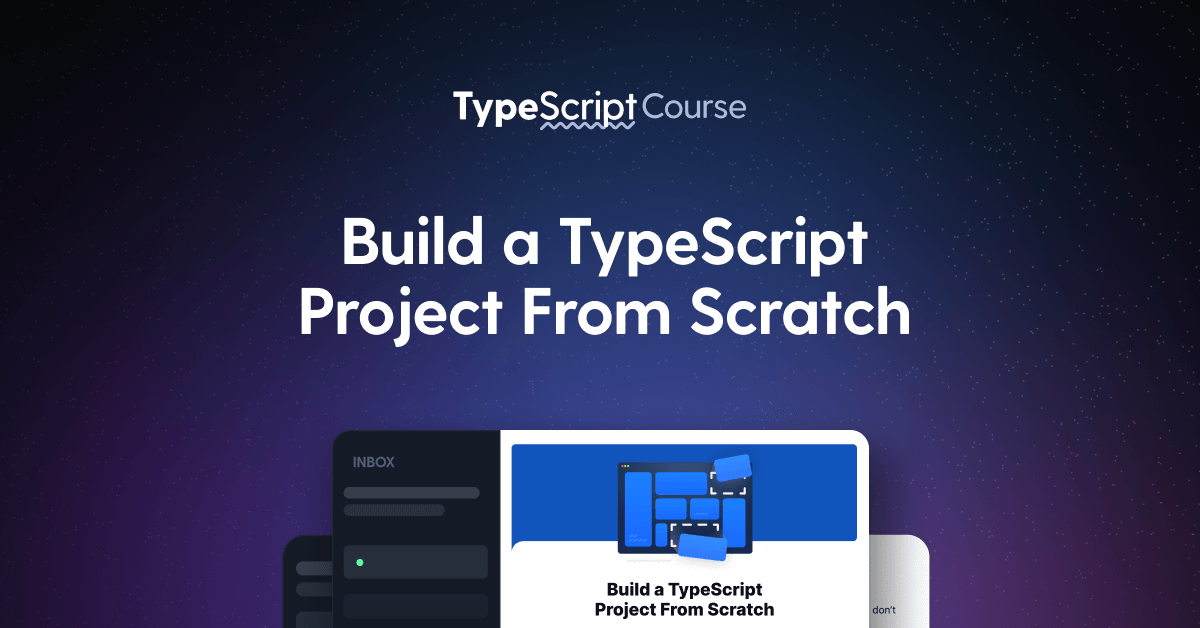 TypeScript Course
Build a TypeScript
Project From Scratch
INBOX
Build a TypeScript
Project From Scratch
don't